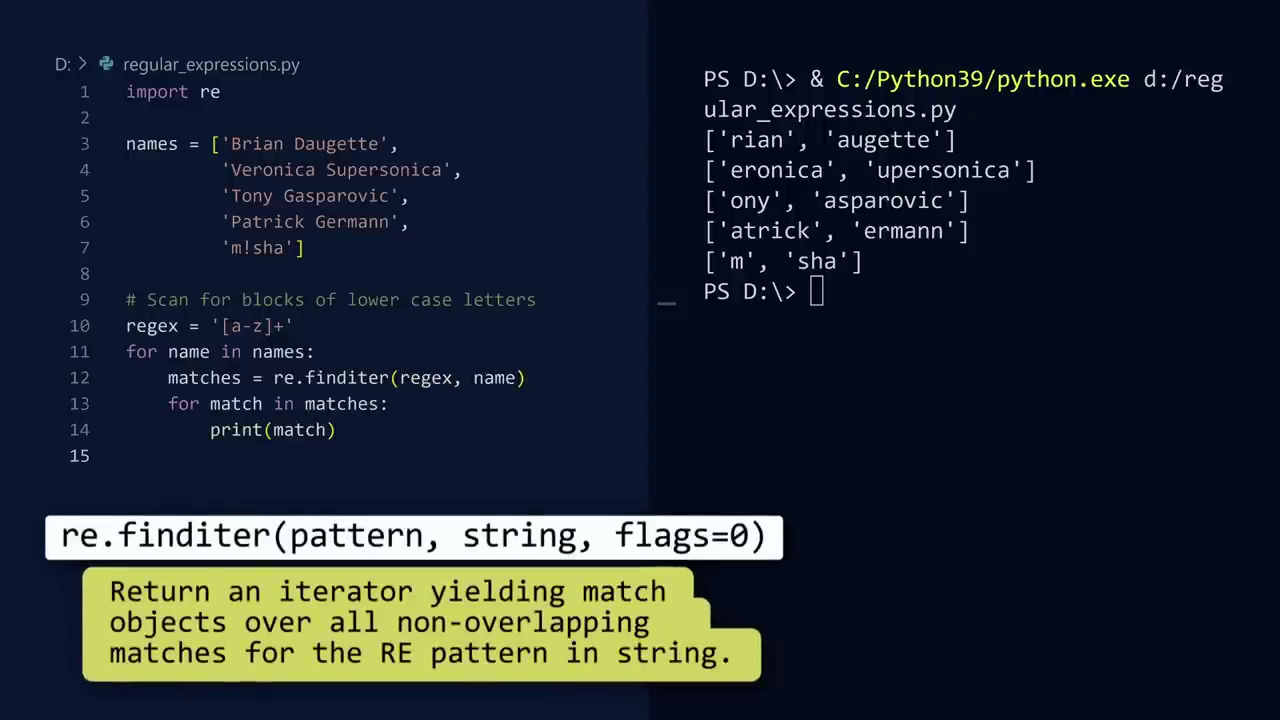 D: > regular_expressions.py
1 import re
2
3 names = ['Brian Daugette',
4 'Veronica Supersonica',
5 'Tony Gasparovic',
6 'Patrick Germann',
7 'm!sha']
8
9 # Scan for blocks of lower case letters
10 regex = '[a-z]+'
11 for name in names:
12 matches = re.finditer(regex, name)
13 for match in matches:
14 print(match)
15
PS D:\> & C:/Python39/python.exe d:/reg
ular_expressions.py
['rian', 'augette']
['eronica', 'upersonica']
['ony', 'asparovic']
['atrick', 'ermann']
['m', 'sha']
PS D:\>
re.finditer(pattern, string, flags=0)
Return an iterator yielding match
objects over all non-overlapping
matches for the RE pattern in string.